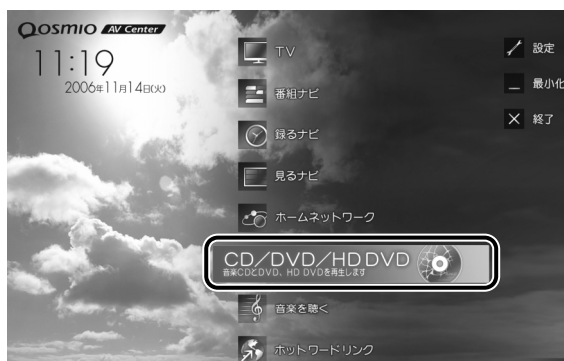 Qosmio AV Center
11:19
2006年11月14日(火)
TV
番組ナビ
録るナビ
見るナビ
ホームネットワーク
CD/DVD/HD DVD
音楽CDとDVD、HD DVDを再生します
音楽を聴く
ホットワードリンク
設定
最小化
終了